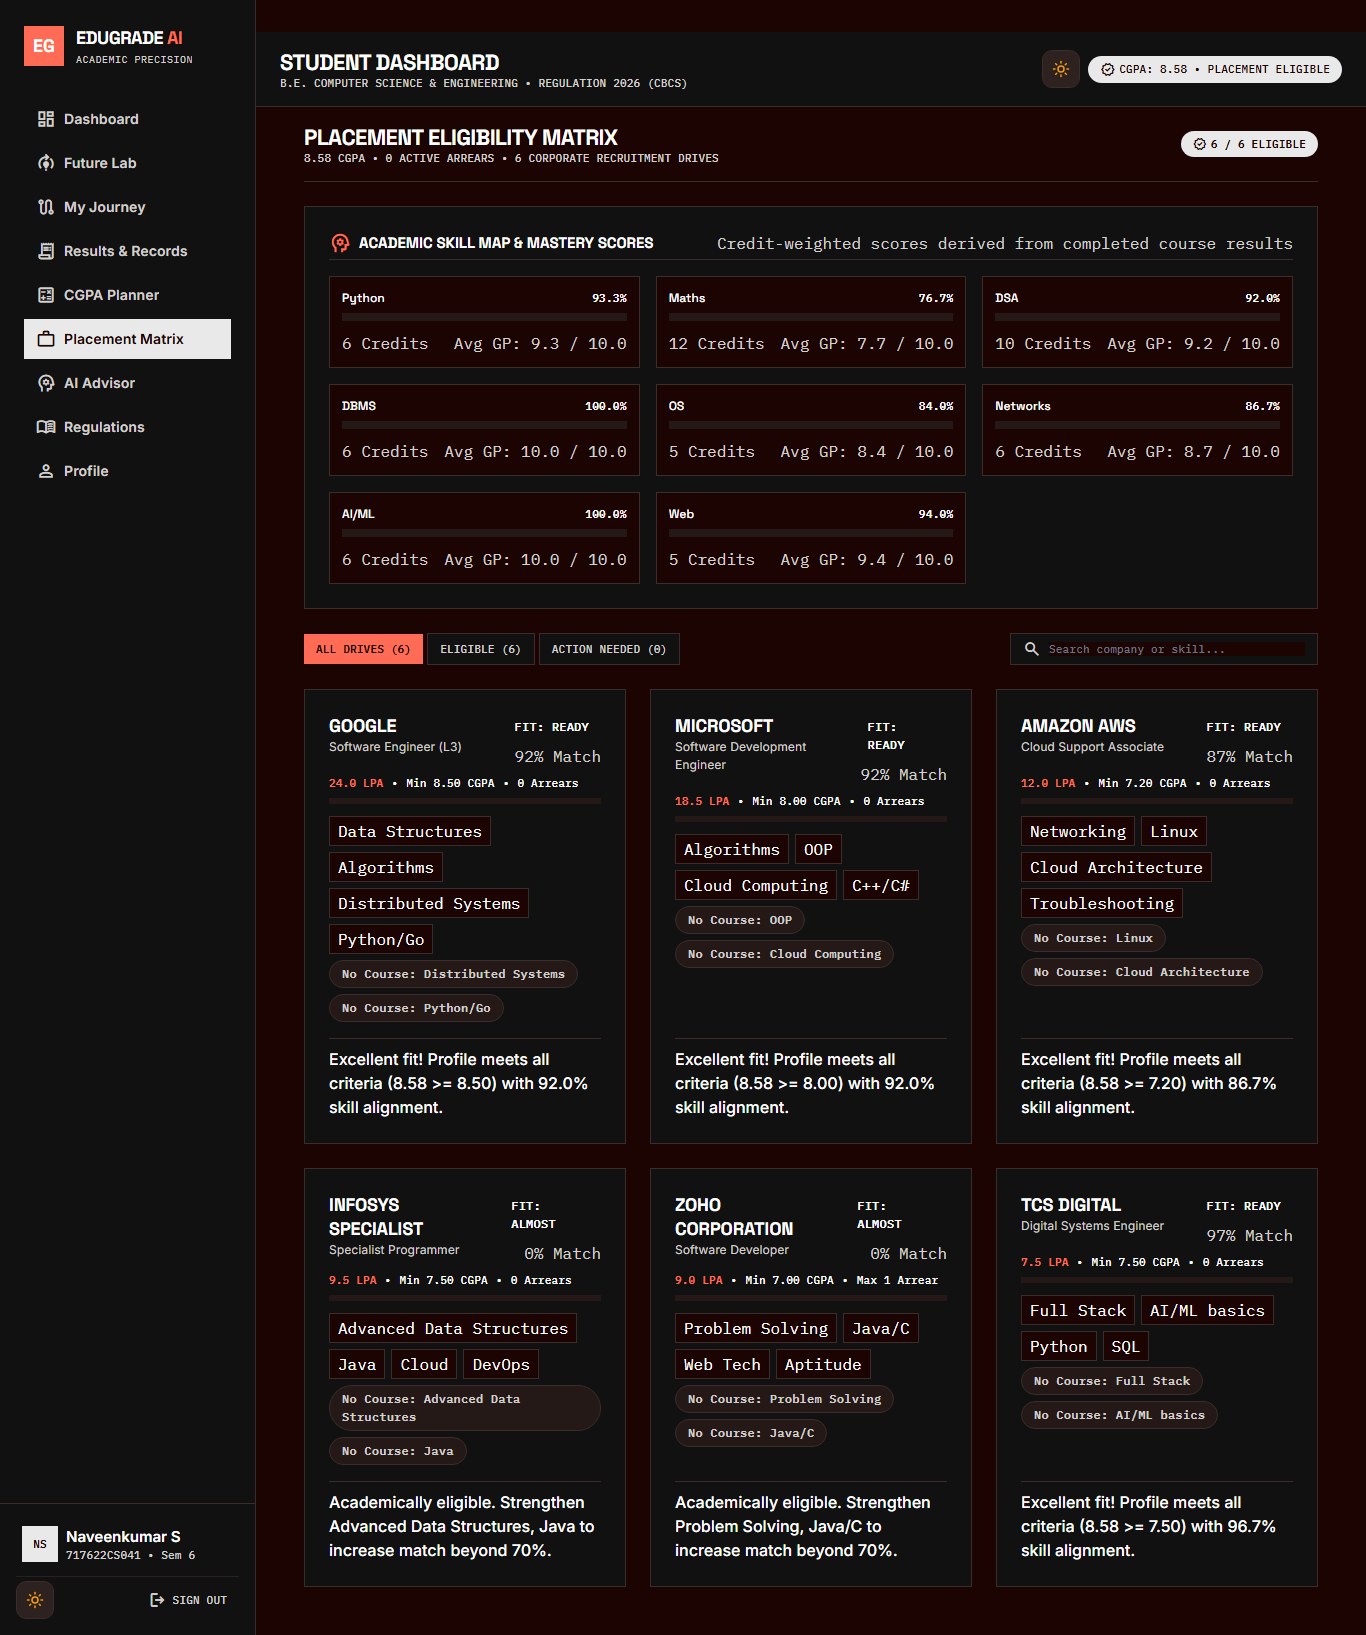 EG
EDUGRADE AI
ACADEMIC PRECISION
Dashboard
Future Lab
My Journey
Results & Records
CGPA Planner
Placement Matrix
AI Advisor
Regulations
Profile
NS
Naveenkumar S
717622CS041 • Sem 6
SIGN OUT
STUDENT DASHBOARD
B.E. COMPUTER SCIENCE & ENGINEERING • REGULATION 2026 (CBCS)
CGPA: 8.58 • PLACEMENT ELIGIBLE
PLACEMENT ELIGIBILITY MATRIX
8.58 CGPA • 0 ACTIVE ARREARS • 6 CORPORATE RECRUITMENT DRIVES
6 / 6 ELIGIBLE
ACADEMIC SKILL MAP & MASTERY SCORES
Credit-weighted scores derived from completed course results
Python 93.3%
6 Credits Avg GP: 9.3 / 10.0
Maths 76.7%
12 Credits Avg GP: 7.7 / 10.0
DSA 92.0%
10 Credits Avg GP: 9.2 / 10.0
DBMS 100.0%
6 Credits Avg GP: 10.0 / 10.0
OS 84.0%
5 Credits Avg GP: 8.4 / 10.0
Networks 86.7%
6 Credits Avg GP: 8.7 / 10.0
AI/ML 100.0%
6 Credits Avg GP: 10.0 / 10.0
Web 94.0%
5 Credits Avg GP: 9.4 / 10.0
ALL DRIVES (6)
ELIGIBLE (6)
ACTION NEEDED (0)
Search company or skill...
GOOGLE
Software Engineer (L3)
FIT: READY
92% Match
24.0 LPA • Min 8.50 CGPA • 0 Arrears
Data Structures
Algorithms
Distributed Systems
Python/Go
No Course: Distributed Systems
No Course: Python/Go
Excellent fit! Profile meets all
criteria (8.58 >= 8.50) with 92.0%
skill alignment.
MICROSOFT
Software Development
Engineer
FIT:
READY
92% Match
18.5 LPA • Min 8.00 CGPA • 0 Arrears
Algorithms OOP
Cloud Computing C++/C#
No Course: OOP
No Course: Cloud Computing
Excellent fit! Profile meets all
criteria (8.58 >= 8.00) with 92.0%
skill alignment.
AMAZON AWS
Cloud Support Associate
FIT: READY
87% Match
12.0 LPA • Min 7.20 CGPA • 0 Arrears
Networking Linux
Cloud Architecture
Troubleshooting
No Course: Linux
No Course: Cloud Architecture
Excellent fit! Profile meets all
criteria (8.58 >= 7.20) with 86.7%
skill alignment.
INFOSYS
SPECIALIST
Specialist Programmer
FIT:
ALMOST
0% Match
9.5 LPA • Min 7.50 CGPA • 0 Arrears
Advanced Data Structures
Java Cloud DevOps
No Course: Advanced Data
Structures
No Course: Java
Academically eligible. Strengthen
Advanced Data Structures, Java to
increase match beyond 70%.
ZOHO
CORPORATION
Software Developer
FIT:
ALMOST
0% Match
9.0 LPA • Min 7.00 CGPA • Max 1 Arrear
Problem Solving Java/C
Web Tech Aptitude
No Course: Problem Solving
No Course: Java/C
Academically eligible. Strengthen
Problem Solving, Java/C to
increase match beyond 70%.
TCS DIGITAL
Digital Systems Engineer
FIT: READY
97% Match
7.5 LPA • Min 7.50 CGPA • 0 Arrears
Full Stack AI/ML basics
Python SQL
No Course: Full Stack
No Course: AI/ML basics
Excellent fit! Profile meets all
criteria (8.58 >= 7.50) with 96.7%
skill alignment.